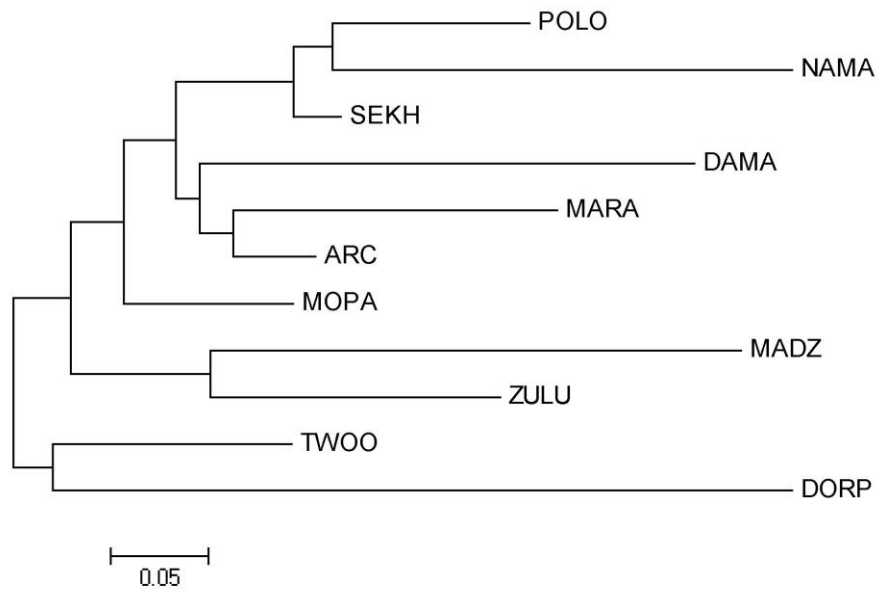 POLO
NAMA
SEKH
DAMA
MARA
ARC
MOPA
MADZ
ZULU
TWOO
DORP
0.05